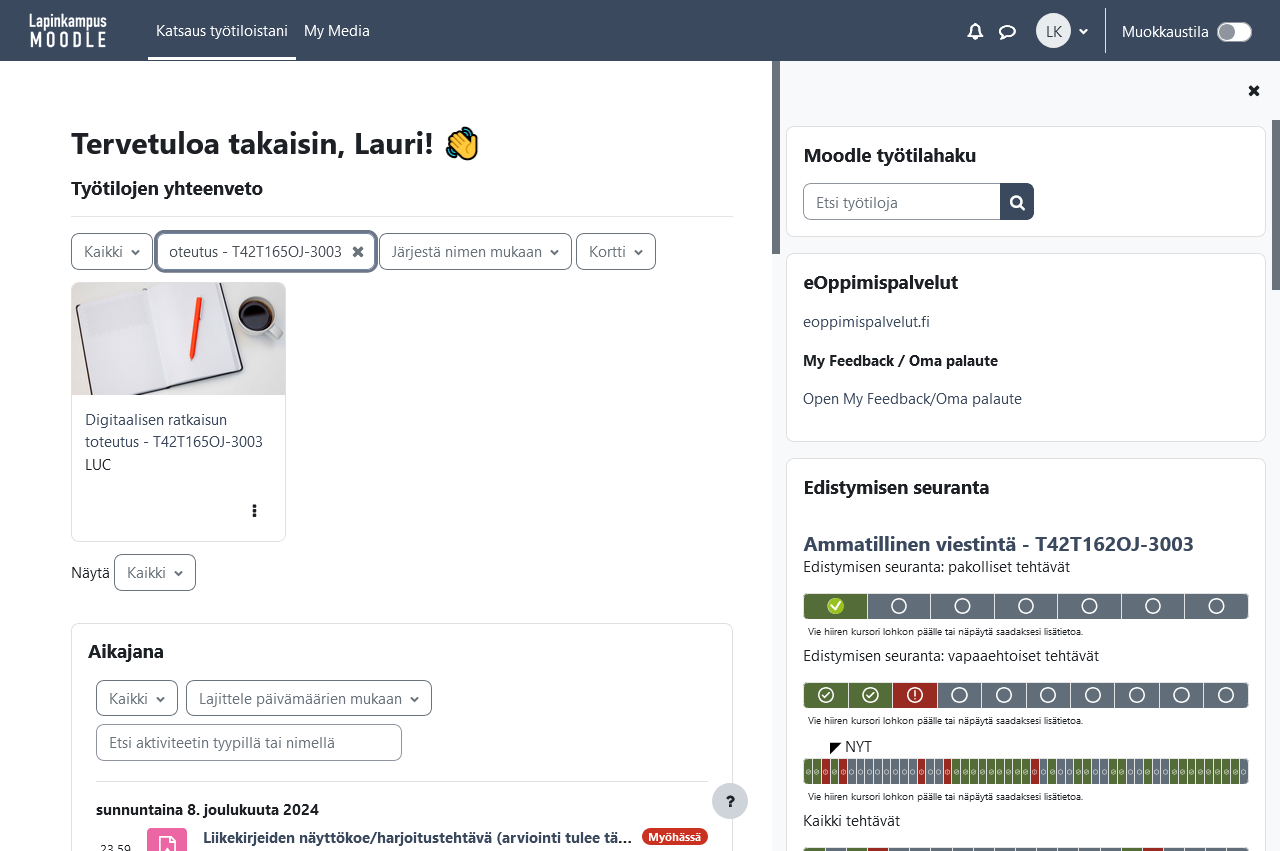 Lapinkampus
MOODLE
Katsaus työtiloistani
My Media
LK
Muokkaustila
Tervetuloa takaisin, Lauri! 👋
Työtilojen yhteenveto
Kaikki
oteutus - T42T165OJ-3003
Järjestä nimen mukaan
Kortti
Digitaalisen ratkaisun
toteutus - T42T165OJ-3003
LUC
Näytä Kaikki
Aikajana
Kaikki
Lajittele päivämäärien mukaan
Etsi aktiviteetin tyypillä tai nimellä
sunnuntaina 8. joulukuuta 2024
23.59
Liikekirjeiden näyttökoe/harjoitustehtävä (arviointi tulee tä...
Myöhässä
?
Moodle työtilahaku
Etsi työtiloja
eOppimispalvelut
eoppimispalvelut.fi
My Feedback / Oma palaute
Open My Feedback/Oma palaute
Edistymisen seuranta
Ammatillinen viestintä - T42T162OJ-3003
Edistymisen seuranta: pakolliset tehtävät
Vie hiiren kursori lohkon päälle tai näpäytä saadaksesi lisätietoa.
Edistymisen seuranta: vapaaehtoiset tehtävät
Vie hiiren kursori lohkon päälle tai näpäytä saadaksesi lisätietoa.
NYT
Vie hiiren kursori lohkon päälle tai näpäytä saadaksesi lisätietoa.
Kaikki tehtävät